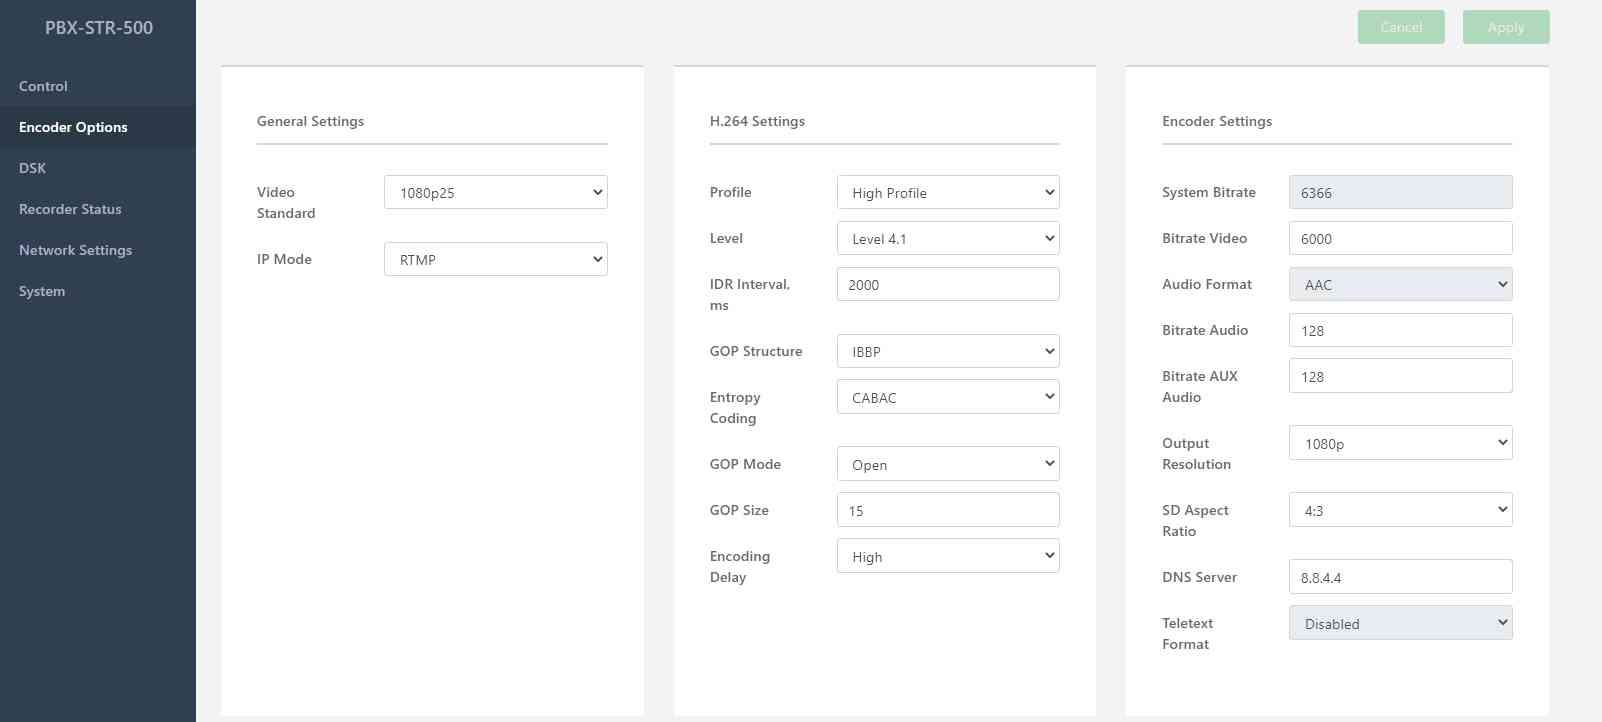 PBX-STR-500
Control
Encoder Options
DSK
Recorder Status
Network Settings
System
Cancel
Apply
General Settings
Video
Standard
1080p25
IP Mode
RTMP
H.264 Settings
Profile
High Profile
Level
Level 4.1
IDR Interval,
ms
2000
GOP Structure
IBBP
Entropy
Coding
CABAC
GOP Mode
Open
GOP Size
15
Encoding
Delay
High
Encoder Settings
System Bitrate
6366
Bitrate Video
6000
Audio Format
AAC
Bitrate Audio
128
Bitrate AUX
Audio
128
Output
Resolution
1080p
SD Aspect
Ratio
4:3
DNS Server
8.8.4.4
Teletext
Format
Disabled